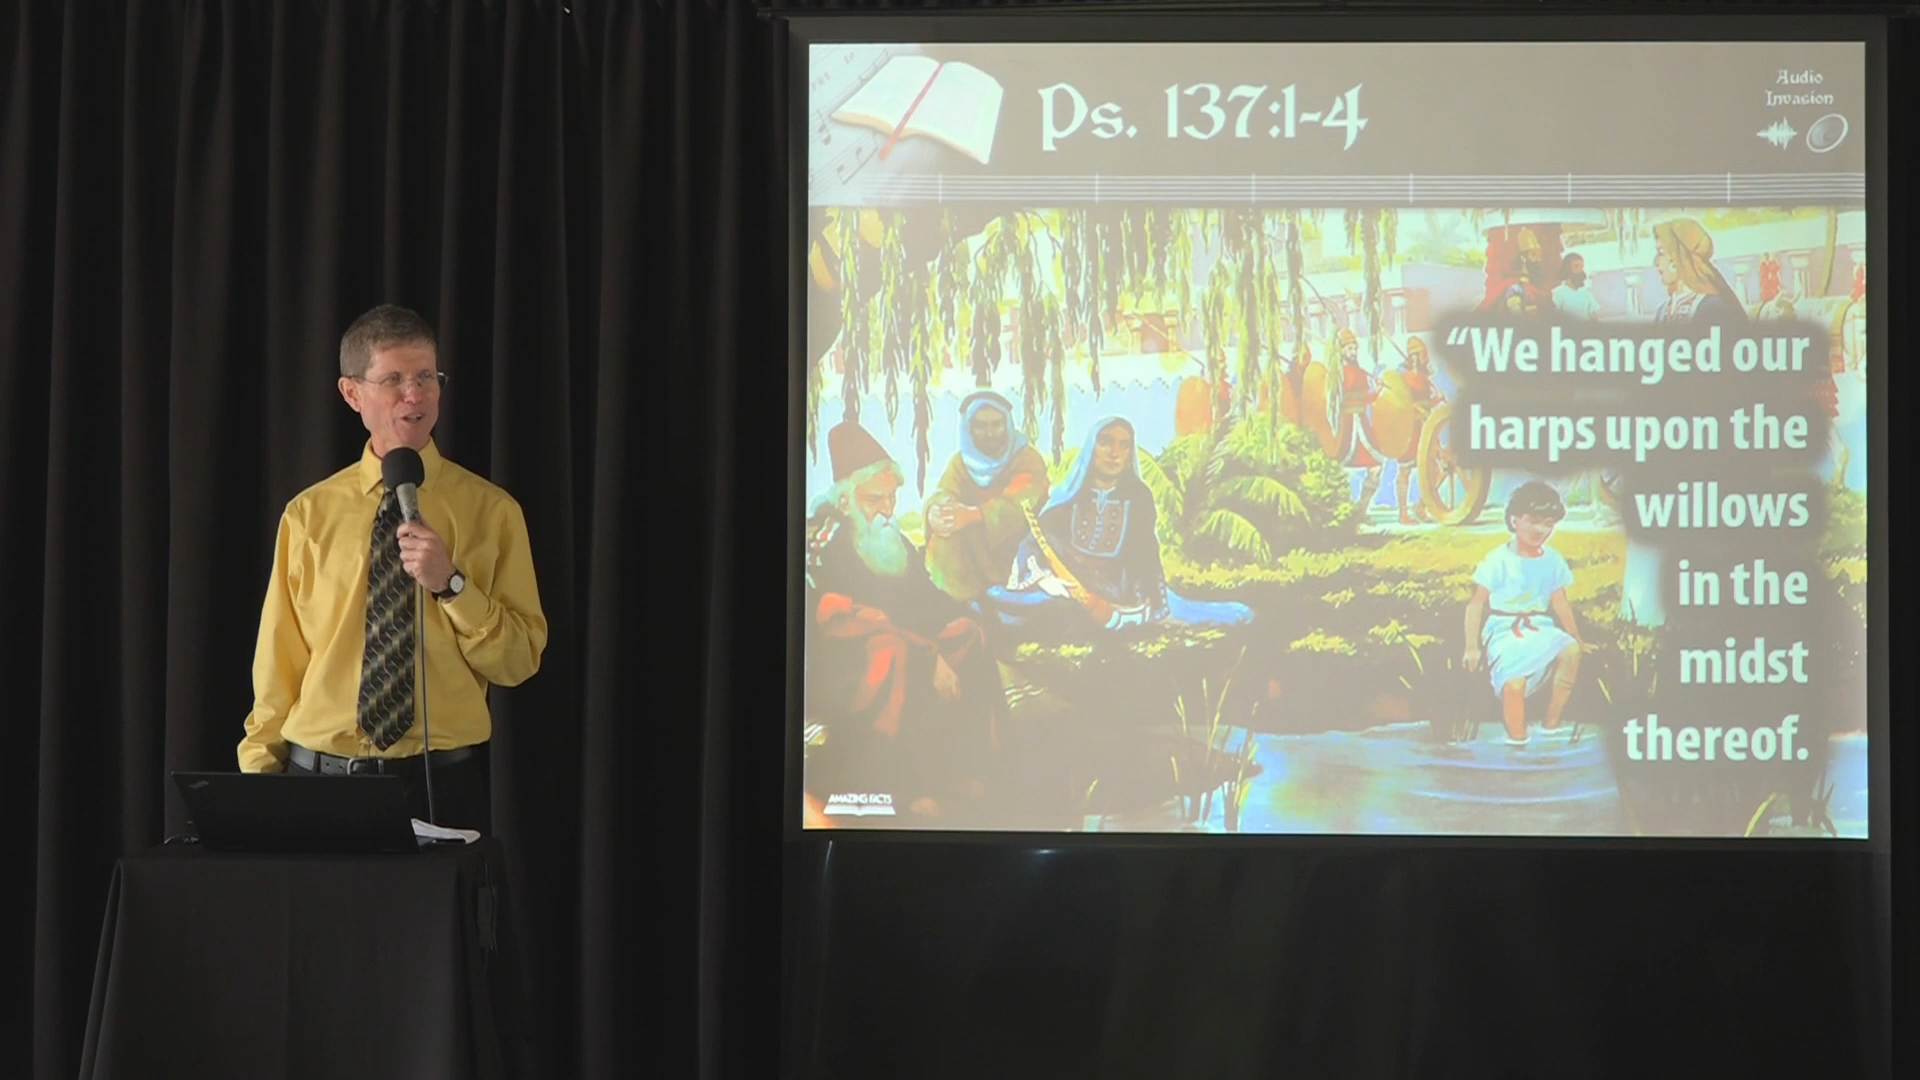 Ps. 137:1-4
Audio
Invasion
“We hanged our
harps upon the
willows
in the
midst
thereof.
AMAZING FACTS